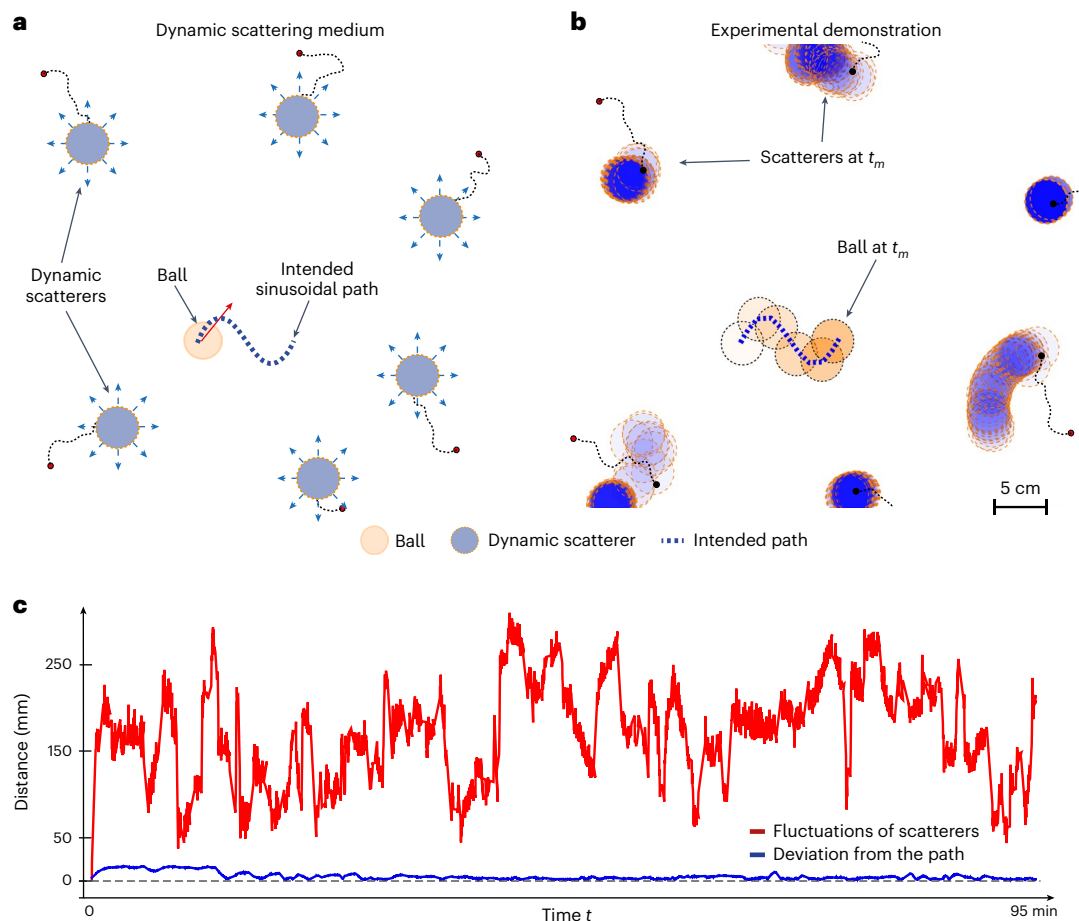 a
Dynamic scattering medium
Dynamic
scatterers
Ball
Intended
sinusoidal path
b
Experimental demonstration
Scatterers at tm
Ball at tm
5 cm
Ball
Dynamic scatterer
Intended path
c
Distance (mm)
250
150
50
0
Fluctuations of scatterers
Deviation from the path
0
Time t
95 min